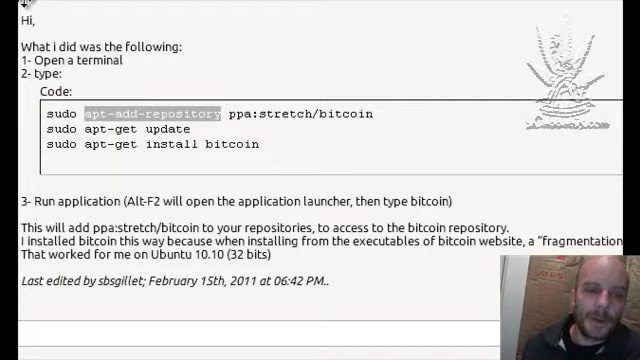 Hi,
What i did was the following:
1- Open a terminal
2- type:
Code:
sudo apt-add-repository ppa:stretch/bitcoin
sudo apt-get update
sudo apt-get install bitcoin
3- Run application (Alt-F2 will open the application launcher, then type bitcoin)
This will add ppa:stretch/bitcoin to your repositories, to access to the bitcoin repository.
I installed bitcoin this way because when installing from the executables of bitcoin website, a "fragmentation
That worked for me on Ubuntu 10.10 (32 bits)
Last edited by sbsgillet; February 15th, 2011 at 06:42 PM..